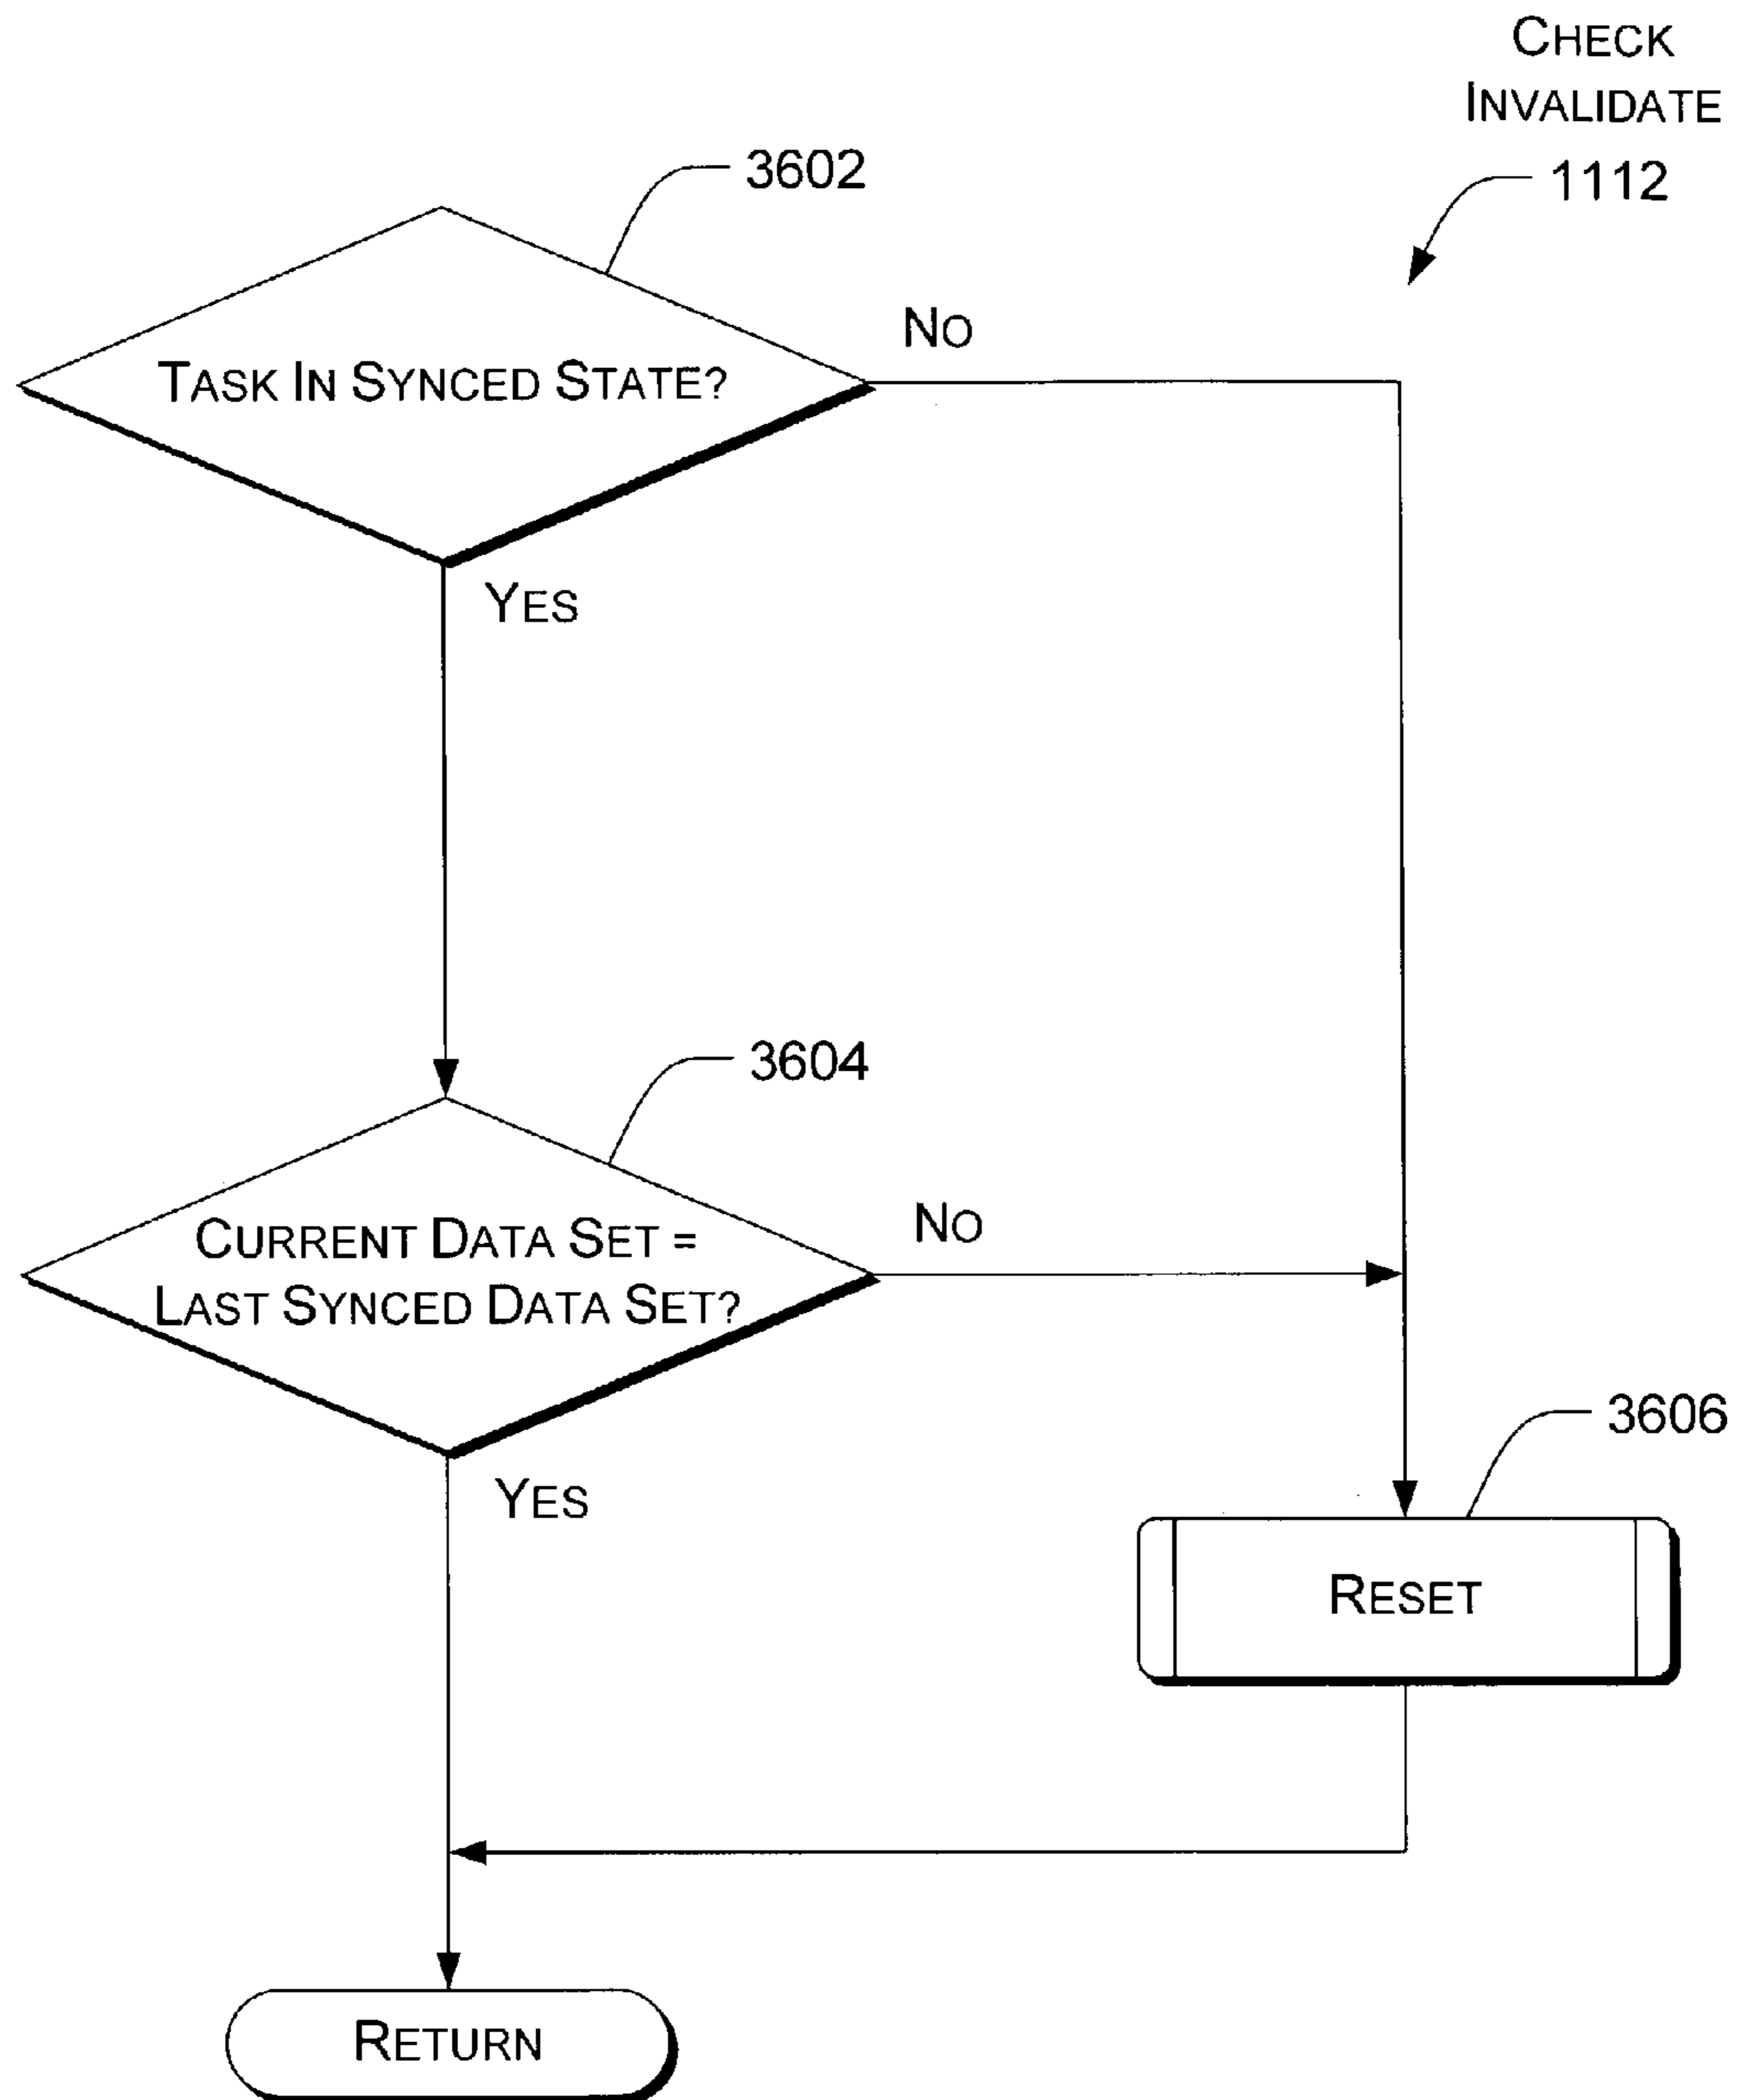 CHECK
INVALIDATE
1112
3602
TASK IN SYNCED STATE?
NO
YES
3604
CURRENT DATA SET =
LAST SYNCED DATA SET?
NO
YES
3606
RESET
RETURN